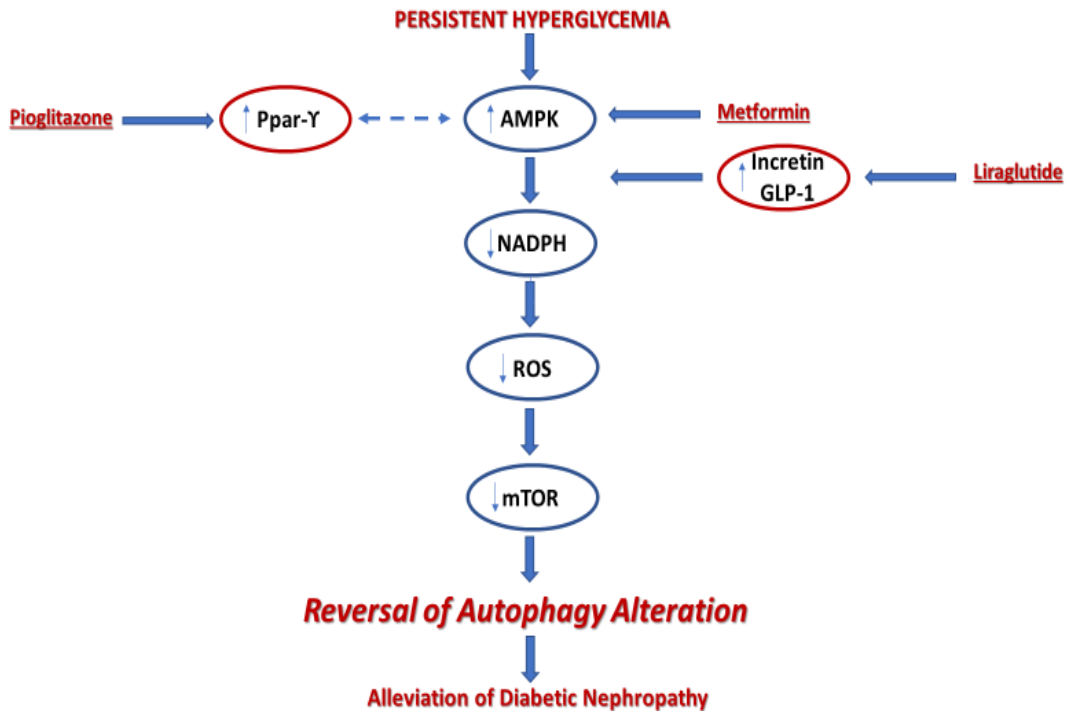 PERSISTENT HYPERGLYCEMIA
Pioglitazone
↑ Ppar-ϒ
↑ AMPK
Metformin
↑ Incretin
GLP-1
Liraglutide
↓ NADPH
↓ ROS
↓ mTOR
Reversal of Autophagy Alteration
Alleviation of Diabetic Nephropathy